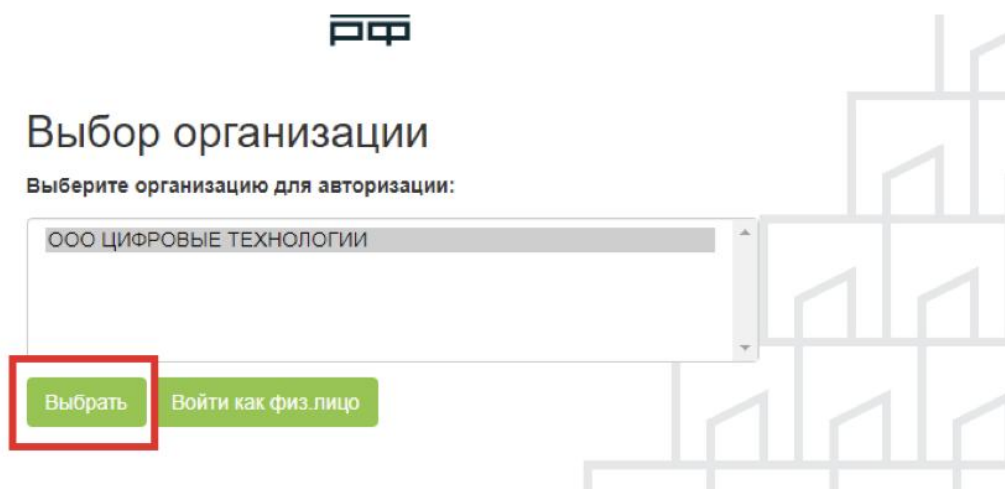 рф
Выбор организации
Выберите организацию для авторизации:
ООО ЦИФРОВЫЕ ТЕХНОЛОГИИ
Выбрать Войти как физ.лицо